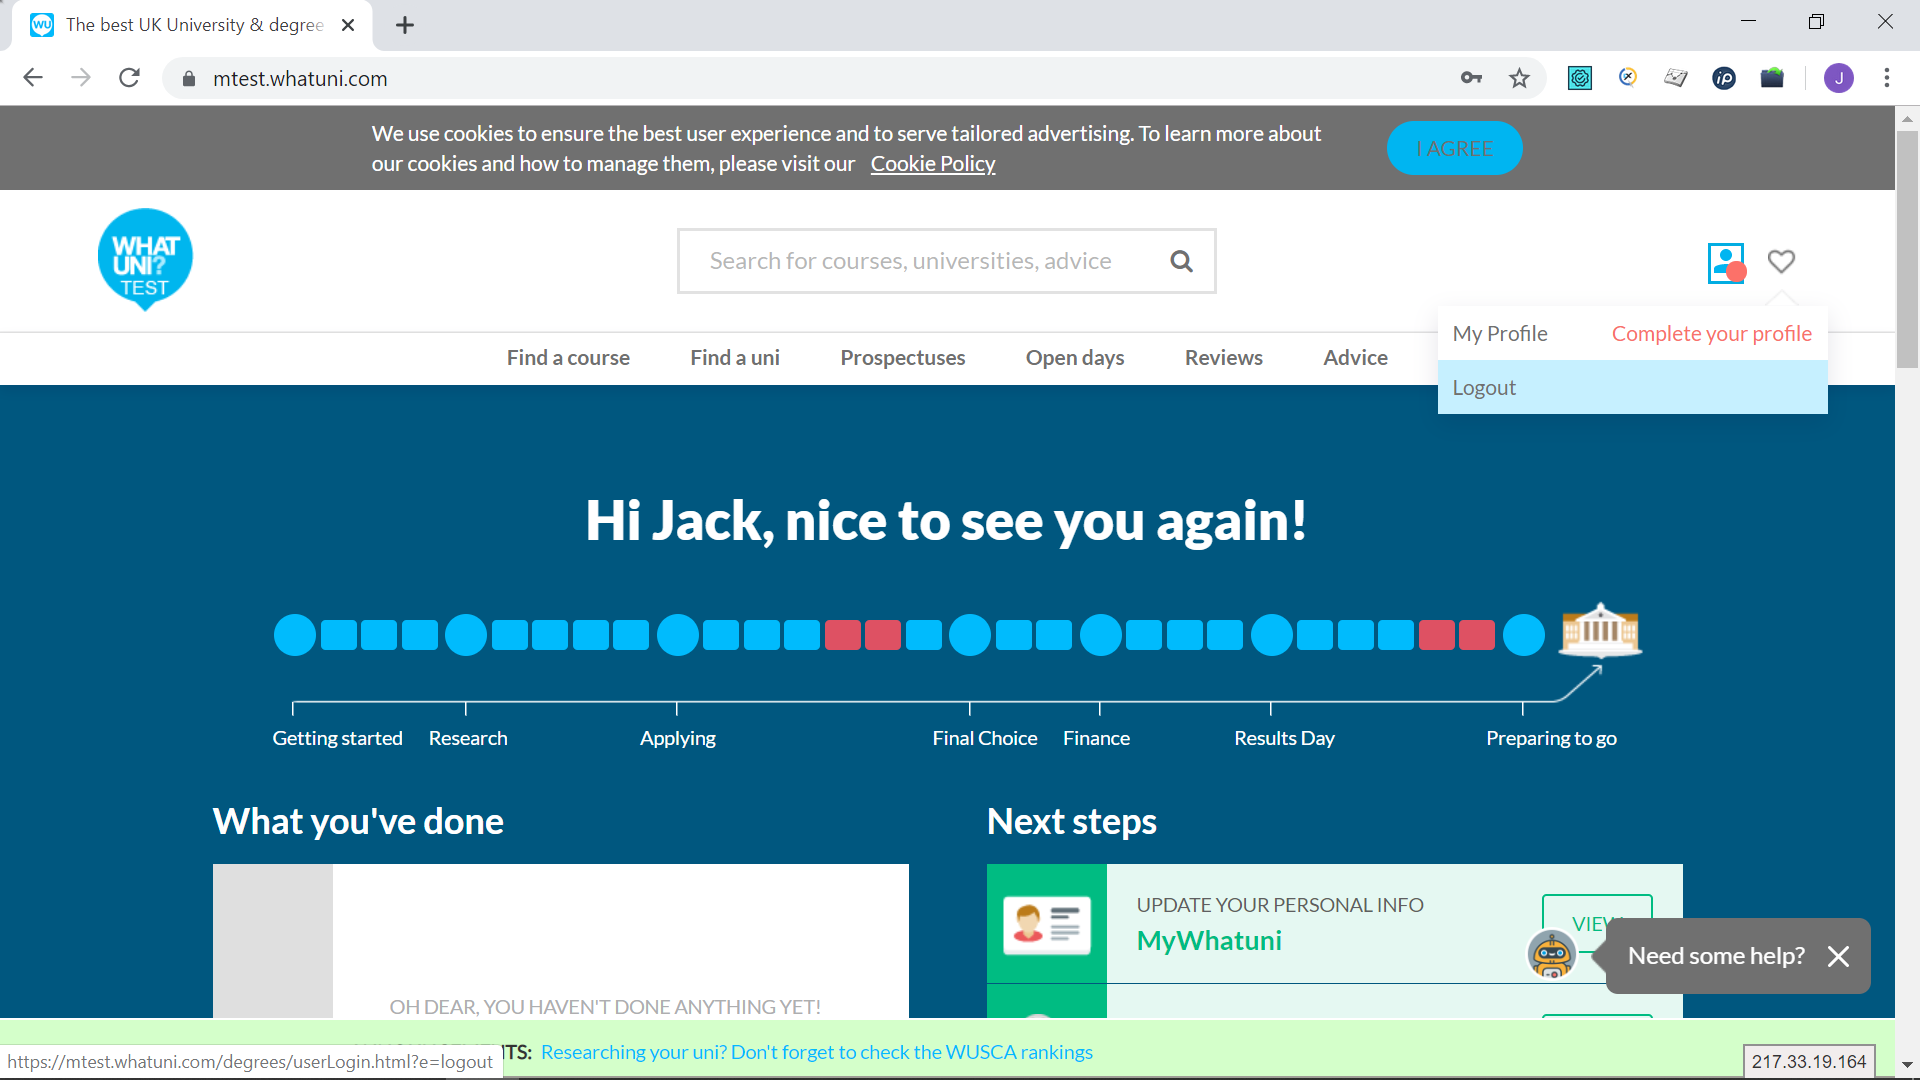 WU The best UK University & degree
mtest.whatuni.com
J
We use cookies to ensure the best user experience and to serve tailored advertising. To learn more about
our cookies and how to manage them, please visit our Cookie Policy
I AGREE
WHAT
UNI?
TEST
Search for courses, universities, advice
My Profile Complete your profile
Logout
Find a course Find a uni Prospectuses Open days Reviews Advice
Hi Jack, nice to see you again!
Getting started Research Applying Final Choice Finance Results Day Preparing to go
What you've done
Next steps
UPDATE YOUR PERSONAL INFO
MyWhatuni
Need some help?
OH DEAR, YOU HAVEN'T DONE ANYTHING YET!
Researching your uni? Don't forget to check the WUSCA rankings
https://mtest.whatuni.com/degrees/userLogin.html?e=logout
217.33.19.164